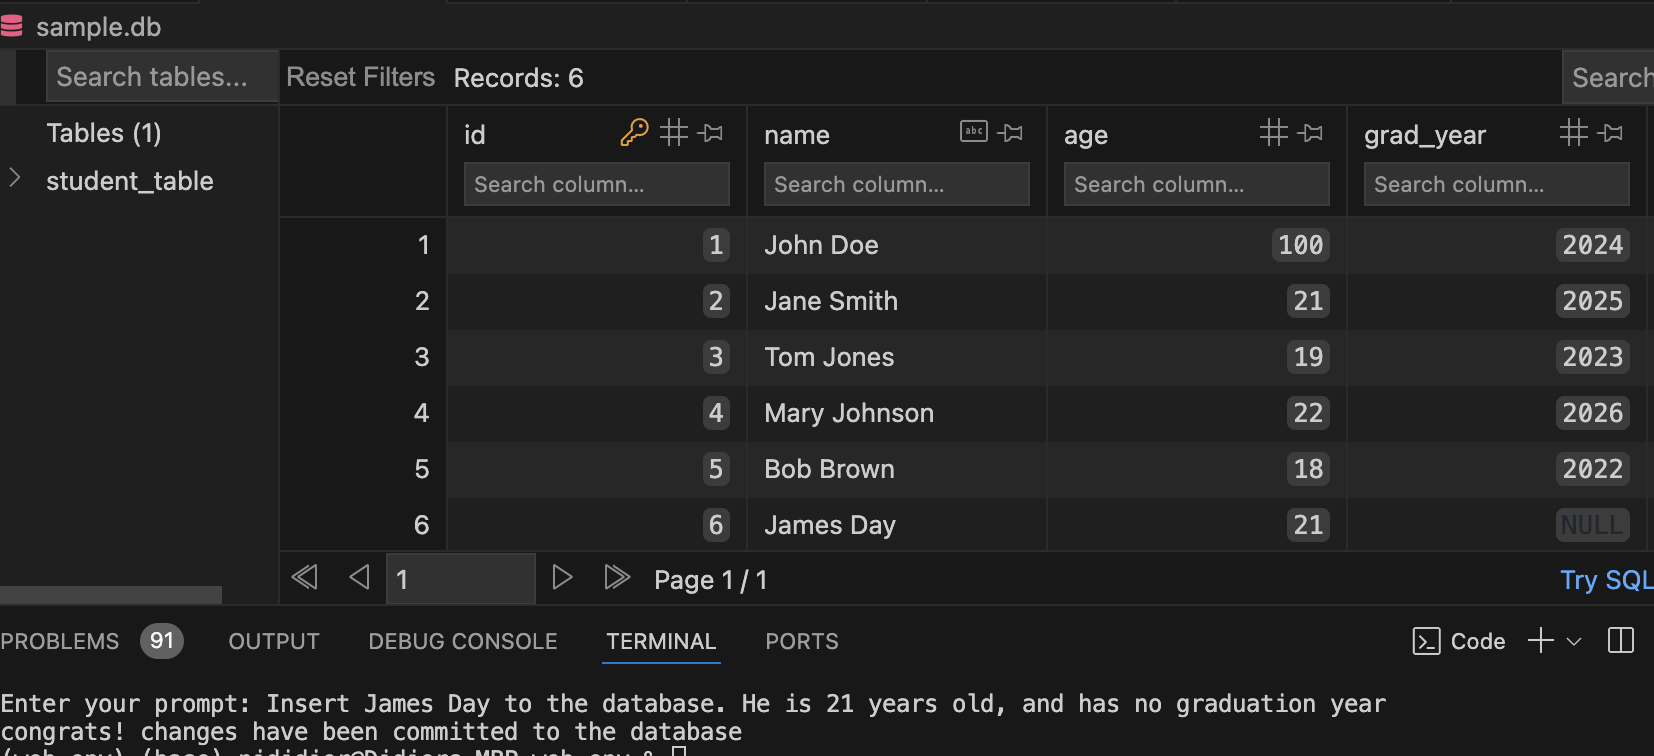 sample.db
Search tables...
Reset Filters
Records: 6
Search
Tables (1)
student_table
id
name
age
grad_year
Search column...
Search column...
Search column...
Search column...
1 1 John Doe 100 2024
2 2 Jane Smith 21 2025
3 3 Tom Jones 19 2023
4 4 Mary Johnson 22 2026
5 5 Bob Brown 18 2022
6 6 James Day 21 NULL
1
Page 1 / 1
Try SQL
PROBLEMS 91 OUTPUT DEBUG CONSOLE TERMINAL PORTS
Code
Enter your prompt: Insert James Day to the database. He is 21 years old, and has no graduation year
congrats! changes have been committed to the database